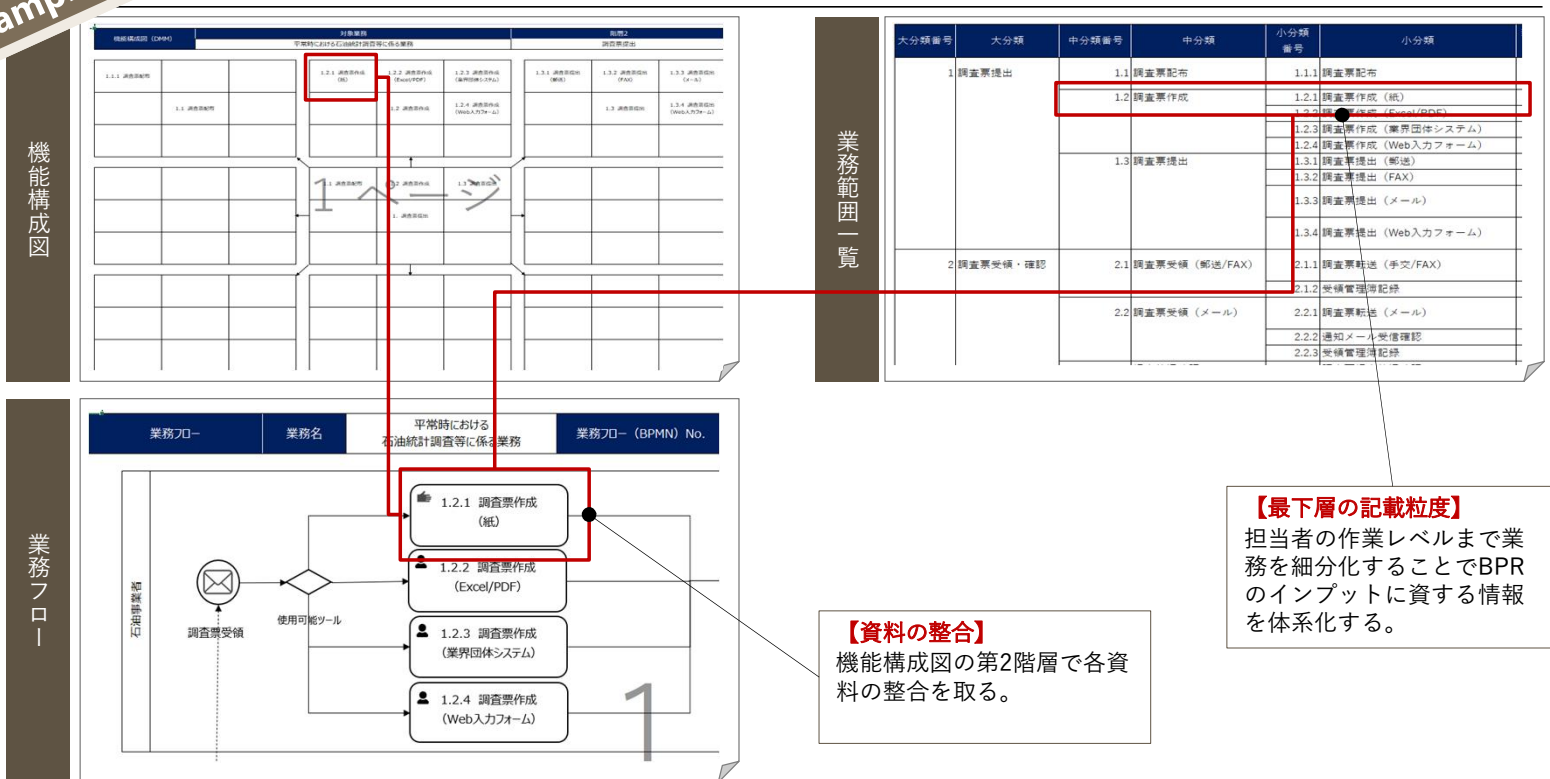 ampl
機能構成図
機能構成図（DMM）
対象業務
階層2
平常時における石油統計調査等に係る業務
調査票提出
1.1.1 調査票配布
1.2.1 調査票作成
（紙）
1.2.2 調査票作成
（Excel/PDF）
1.2.3 調査票作成
（業界団体システム）
1.3.1 調査票提出
（郵送）
1.3.2 調査票提出
（FAX）
1.3.3 調査票提出
（メール）
1.1 調査票配布
1.2 調査票作成
1.2.4 調査票作成
（Web入力フォーム）
1.3 調査票提出
1.3.4 調査票提出
（Web入力フォーム）
1.1 調査票配布
1.2 調査票作成
1.3 調査票提出
1. 調査票提出
1 ページ
業務範囲一覧
大分類番号 大分類 中分類番号 中分類 小分類番号 小分類
1 調査票提出 1.1 調査票配布 1.1.1 調査票配布
1.2 調査票作成 1.2.1 調査票作成（紙）
1.2.2 調査票作成（Excel/PDF）
1.2.3 調査票作成（業界団体システム）
1.2.4 調査票作成（Web入力フォーム）
1.3 調査票提出 1.3.1 調査票提出（郵送）
1.3.2 調査票提出（FAX）
1.3.3 調査票提出（メール）
1.3.4 調査票提出（Web入力フォーム）
2 調査票受領・確認 2.1 調査票受領（郵送/FAX） 2.1.1 調査票転送（手交/FAX）
2.1.2 受領管理簿記録
2.2 調査票受領（メール） 2.2.1 調査票転送（メール）
2.2.2 通知メール受信確認
2.2.3 受領管理簿記録
業務フロー
業務フロー 業務名 平常時における
石油統計調査等に係る業務 業務フロー（BPMN）No.
石油事業者
調査票受領
使用可能ツール
1.2.1 調査票作成
（紙）
1.2.2 調査票作成
（Excel/PDF）
1.2.3 調査票作成
（業界団体システム）
1.2.4 調査票作成
（Web入力フォーム）
1
【資料の整合】
機能構成図の第2階層で各資
料の整合を取る。
【最下層の記載粒度】
担当者の作業レベルまで業
務を細分化することでBPR
のインプットに資する情報
を体系化する。